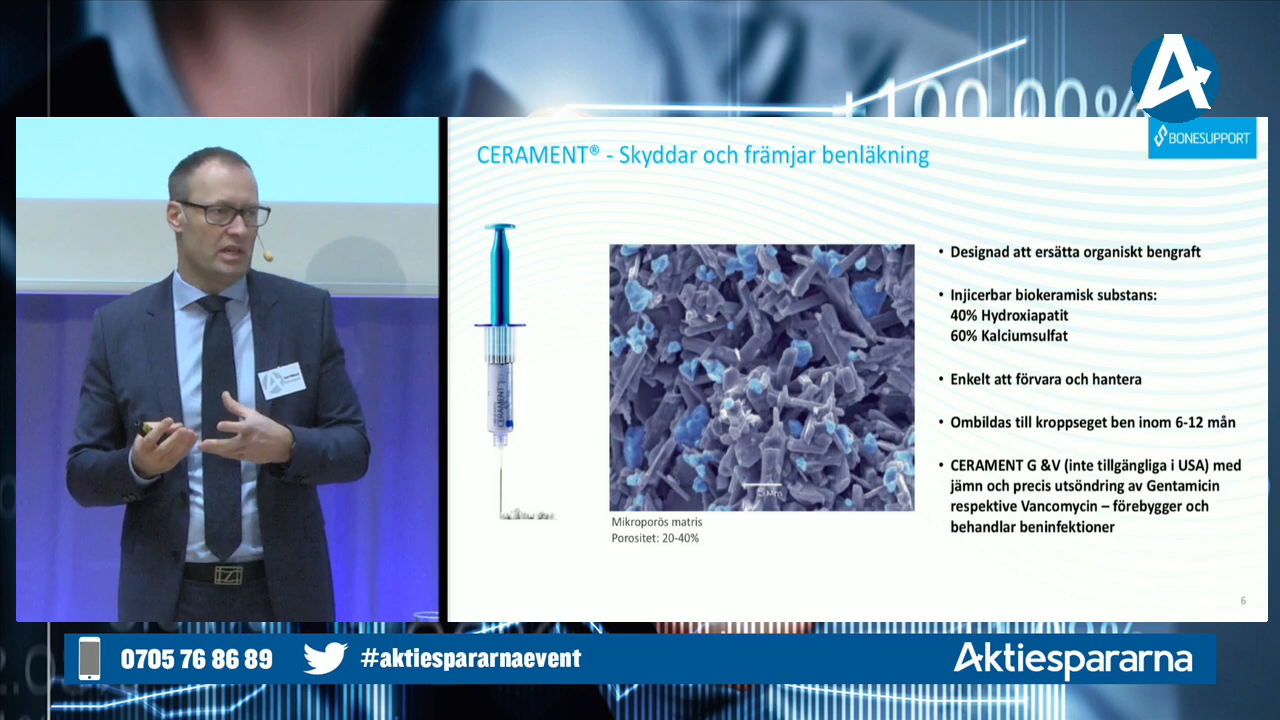 +100,00%
BONESUPPORT
CERAMENT® - Skyddar och främjar benläkning
CERAMENT
5 µm
Mikroporös matris
Porositet: 20-40%
• Designad att ersätta organiskt bengraft
• Injicerbar biokeramisk substans:
40% Hydroxiapatit
60% Kalciumsulfat
• Enkelt att förvara och hantera
• Ombildas till kroppseget ben inom 6-12 mån
• CERAMENT G &V (inte tillgängliga i USA) med
jämn och precis utsöndring av Gentamicin
respektive Vancomycin – förebygger och
behandlar beninfektioner
6
0705 76 86 89
#aktiespararnaevent
Aktiespararna